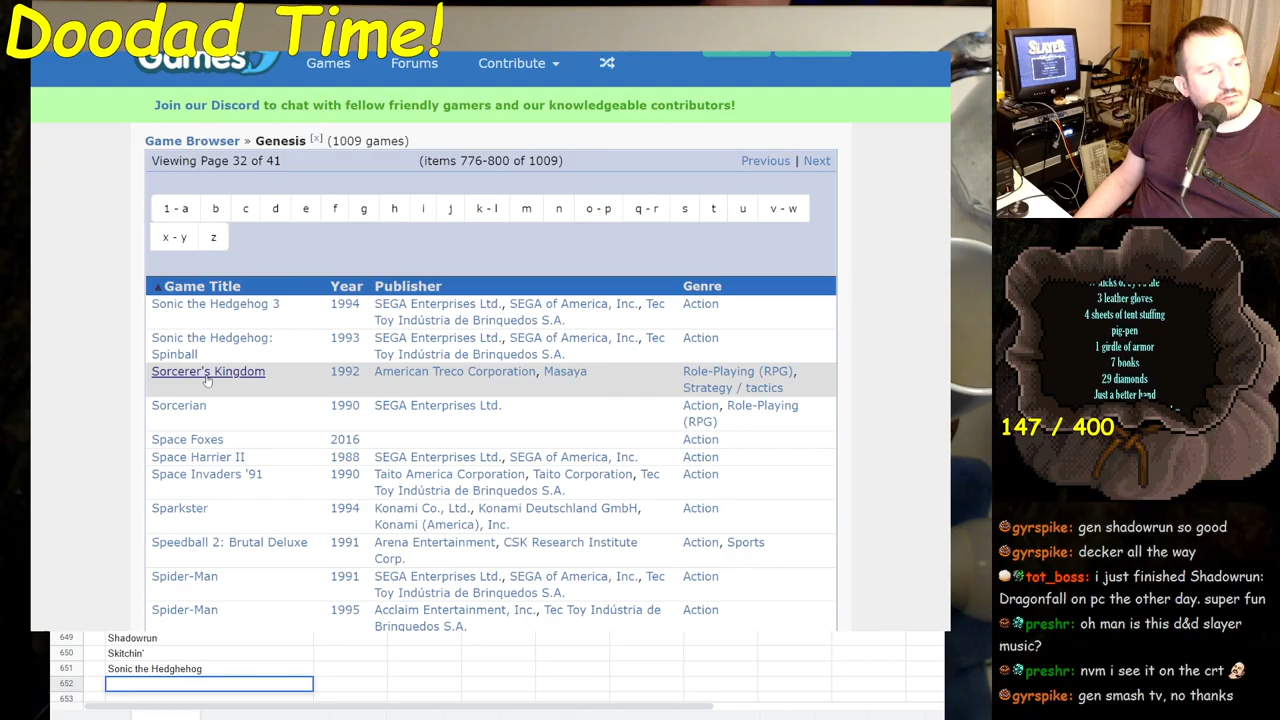 Doodad Time!
Games
Games Forums Contribute
Join our Discord to chat with fellow friendly gamers and our knowledgeable contributors!
Game Browser » Genesis [x] (1009 games)
Viewing Page 32 of 41 (items 776-800 of 1009) Previous | Next
1 - a b c d e f g h i j k - l m n o - p q - r s t u v - w
x - y z
▲Game Title Year Publisher Genre
Sonic the Hedgehog 3 1994 SEGA Enterprises Ltd., SEGA of America, Inc., Tec Action
Toy Indústria de Brinquedos S.A.
Sonic the Hedgehog: 1993 SEGA Enterprises Ltd., SEGA of America, Inc., Tec Action
Spinball Toy Indústria de Brinquedos S.A.
Sorcerer's Kingdom 1992 American Treco Corporation, Masaya Role-Playing (RPG),
Strategy / tactics
Sorcerian 1990 SEGA Enterprises Ltd. Action, Role-Playing
(RPG)
Space Foxes 2016 Action
Space Harrier II 1988 SEGA Enterprises Ltd., SEGA of America, Inc. Action
Space Invaders '91 1990 Taito America Corporation, Taito Corporation, Tec Action
Toy Indústria de Brinquedos S.A.
Sparkster 1994 Konami Co., Ltd., Konami Deutschland GmbH, Action
Konami (America), Inc.
Speedball 2: Brutal Deluxe 1991 Arena Entertainment, CSK Research Institute Action, Sports
Corp.
Spider-Man 1991 SEGA Enterprises Ltd., SEGA of America, Inc., Tec Action
Toy Indústria de Brinquedos S.A.
Spider-Man 1995 Acclaim Entertainment, Inc., Tec Toy Indústria de Action
Brinquedos S.A.
649 Shadowrun
650 Skitchin'
651 Sonic the Hedghehog
652
653
SLAYER
3 leather gloves
4 sheets of tent stuffing
pig-pen
1 girdle of armor
7 books
29 diamonds
Just a better hand
147 / 400
gyrspike: gen shadowrun so good
gyrspike: decker all the way
tot_boss: i just finished Shadowrun:
Dragonfall on pc the other day. super fun
preshr: oh man is this d&d slayer
music?
preshr: nvm i see it on the crt
gyrspike: gen smash tv, no thanks